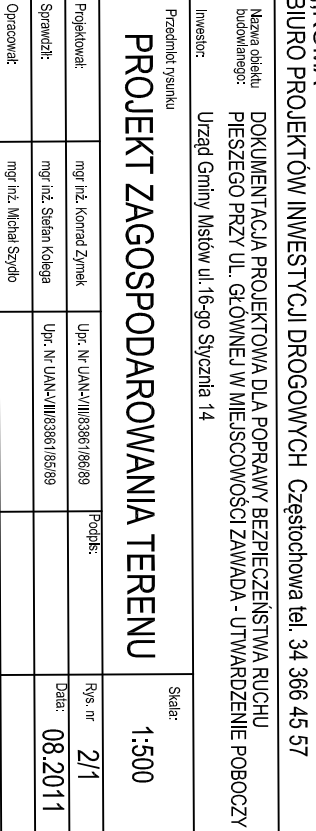 BIURO PROJEKTÓW INWESTYCJI DROGOWYCH Częstochowa tel. 34 366 45 57
Nazwa obiektu budowlanego:
DOKUMENTACJA PROJEKTOWA DLA POPRAWY BEZPIECZEŃSTWA RUCHU
PIESZEGO PRZY UL. GŁÓWNEJ W MIEJSCOWOŚCI ZAWADA - UTWARDZENIE POBOCZY
Inwestor: Urząd Gminy Mstów ul.16-go Stycznia 14
Przedmiot rysunku
PROJEKT ZAGOSPODAROWANIA TERENU
Skala:
1:500
Projektował: mgr inż. Konrad Zymek Upr. Nr UAN-VIII/83861/86/89 Podpis: Rys. nr 2/1
Sprawdził: mgr inż. Stefan Kolega Upr. Nr UAN-VIII/83861/85/89 Data: 08.2011
Opracował: mgr inż. Michał Szydło